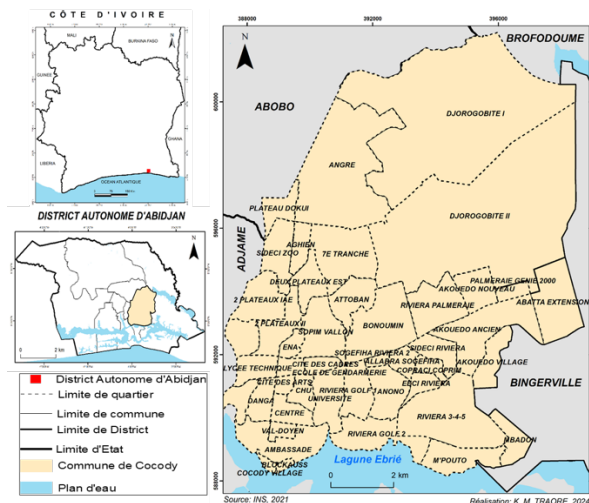 CÔTE D'IVOIRE
MALI
BURKINA FASO
N
GUINEE
GHANA
LIBERIA
OCEAN ATLANTIQUE
DISTRICT AUTONOME D'ABIDJAN
N
0 2 km
District Autonome d'Abidjan
Limite de quartier
Limite de commune
Limite de District
Limite d'Etat
Commune de Cocody
Plan d'eau
388000 392000 396000
N
BROFODOUME
600000
ABOBO
DJOROGOBITE I
ANGRE
PLATEAU DOKUI
DJOROGOBITE II
596000
ADJAME
AGHIEN
SIDECI ZOO
7E TRANCHE
DEUX PLATEAUX EST
PALMERAIE GENIE 2000
AKOUEDO NOUVEAU
2 PLATEAUX IAE
ATTOBAN
RIVIERA PALMERAIE
ABATTA EXTENSION
2 PLATEAUX II
SOPIM VALLON
BONOUMIN
AKOUEDO ANCIEN
ENA
SIDECI RIVIERA
592000
SOGEFIHA RIVIERA 2
LYCEE TECHNIQUE
CITE DES CADRES
ALLABRA SOGEFIHA
AKOUEDO VILLAGE
ECOLE DE GENDARMERIE
COPRACI COPRIM
CITE DES ARTS
CHU
RIVIERA GOLF 1
ANONO
EECI RIVIERA
BINGERVILLE
DANGA
UNIVERSITE
CENTRE
RIVIERA 3-4-5
VAL-DOYEN
RIVIERA GOLF 2
MBADON
AMBASSADE
M'POUTO
BLOCKAUSS
Lagune Ebrié
COCODY VILLAGE
588000
0 2 km
Source: INS, 2021
Réalisation: K. M. TRAORE, 2024